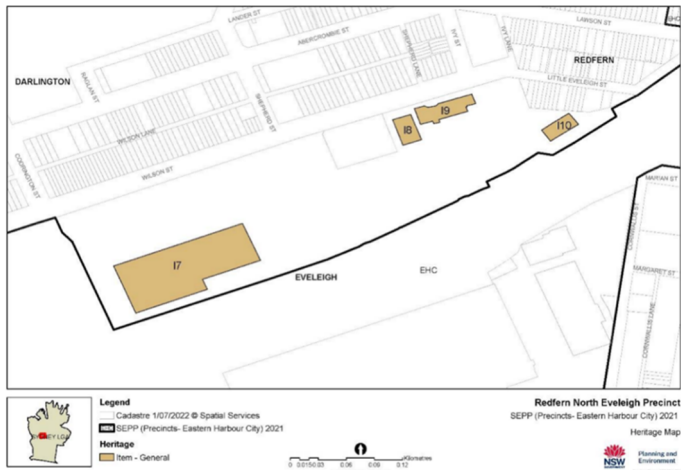 LANDER ST
LAWSON ST
ABERCROMBIE ST
SHEPHERD LANE
IVY ST
IVY LANE
REDFERN
DARLINGTON
RAGLAN ST
LITTLE EVELEIGH ST
SHEPHERD ST
I9
I8
I10
WILSON LANE
CODRINGTON ST
WILSON ST
MARIAN ST
CORNWALLIS ST
I7
EVELEIGH
EHC
MARGARET ST
CORNWALLIS LANE
Legend
Cadastre 1/07/2022 © Spatial Services
SEPP (Precincts- Eastern Harbour City) 2021
Heritage
Item - General
Kilometres
0 0.015 0.03 0.06 0.09 0.12
Redfern North Eveleigh Precinct
SEPP (Precincts- Eastern Harbour City) 2021
Heritage Map
NSW
GOVERNMENT
Planning and
Environment